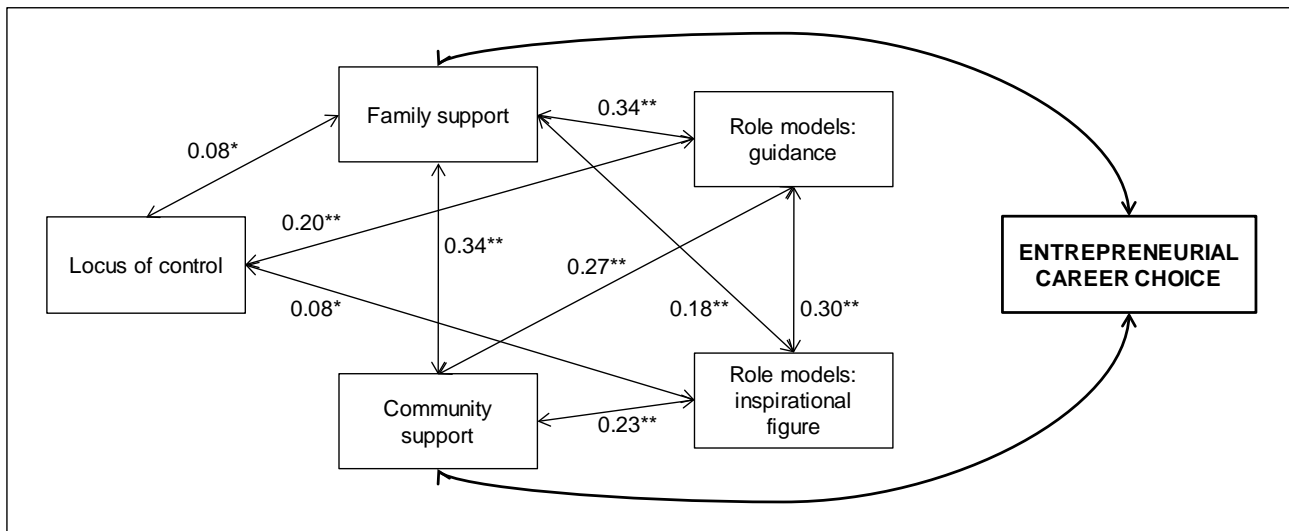 Family support
0.34**
Role models:
guidance
0.08*
0.20**
Locus of control
0.34**
0.27**
ENTREPRENEURIAL
CAREER CHOICE
0.08*
0.18**
0.30**
Community
support
0.23**
Role models:
inspirational
figure